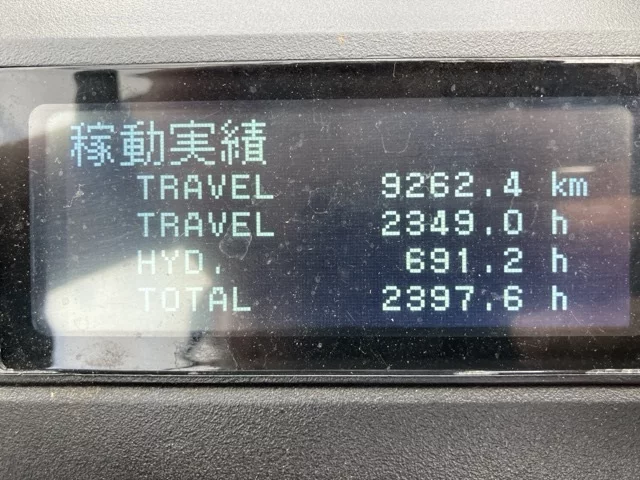 稼動実績
TRAVEL 9262.4 km
TRAVEL 2349.0 h
HYD. 691.2 h
TOTAL 2397.6 h